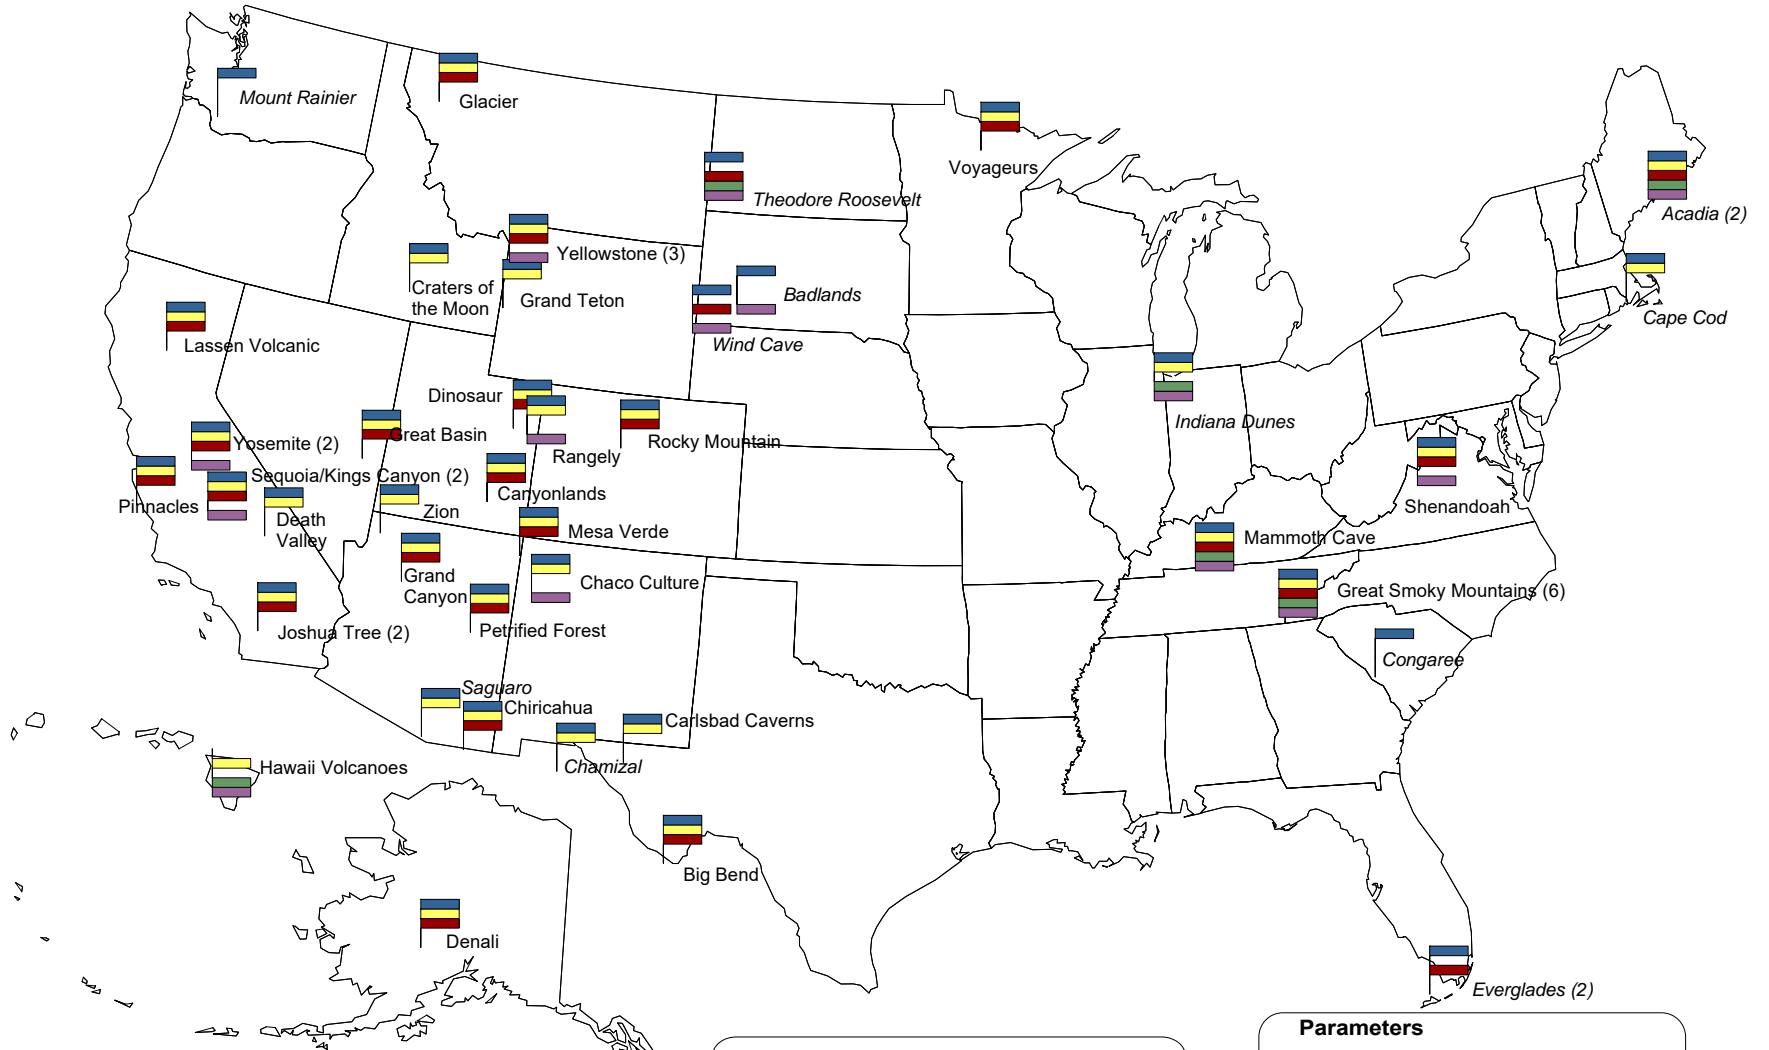 Mount Rainier
Glacier
Voyageurs
Theodore Roosevelt
Acadia (2)
Yellowstone (3)
Craters of
the Moon
Grand Teton
Badlands
Cape Cod
Lassen Volcanic
Wind Cave
Dinosaur
Indiana Dunes
Yosemite (2)
Great Basin
Rocky Mountain
Rangely
Sequoia/Kings Canyon (2)
Canyonlands
Pinnacles
Death
Valley
Zion
Shenandoah
Mesa Verde
Mammoth Cave
Grand
Canyon
Chaco Culture
Great Smoky Mountains (6)
Joshua Tree (2)
Petrified Forest
Congaree
Saguaro
Chiricahua
Carlsbad Caverns
Chamizal
Hawaii Volcanoes
Big Bend
Denali
Everglades (2)
Parameters